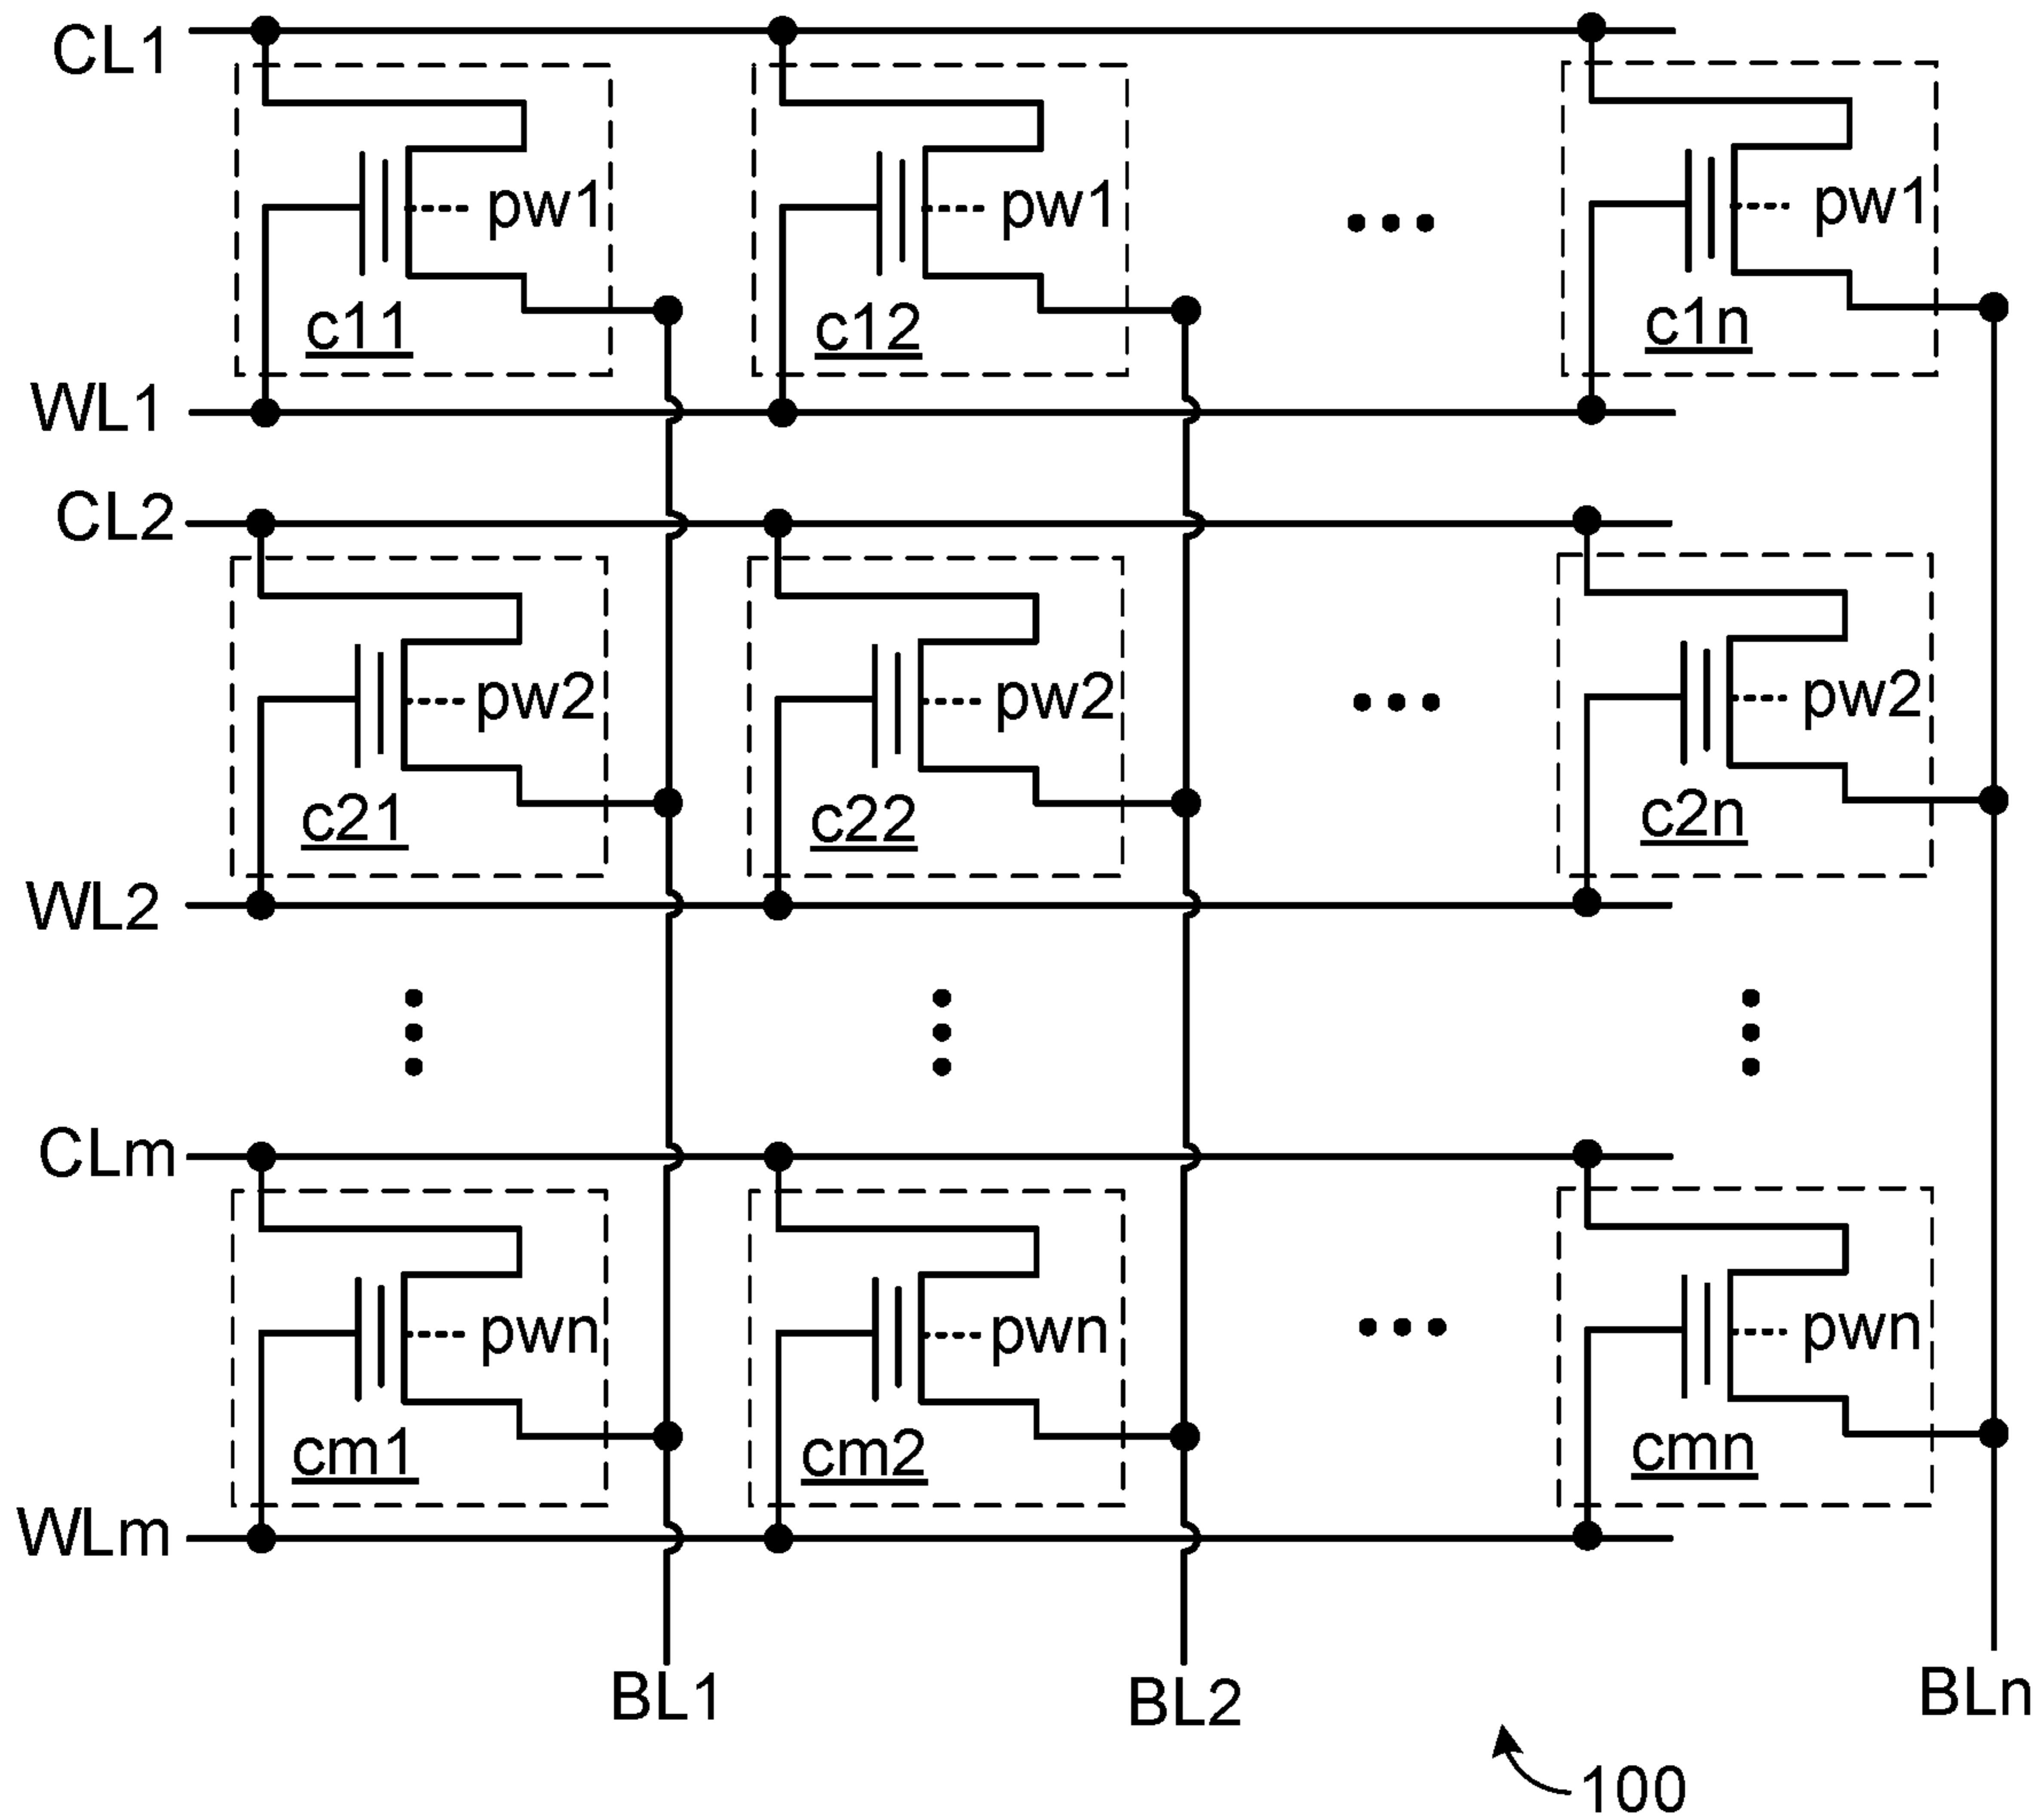 CL1
pw1 pw1 pw1
c11 c12 c1n
WL1
CL2
pw2 pw2 pw2
c21 c22 c2n
WL2
CLm
pwn pwn pwn
cm1 cm2 cmn
WLm
BL1 BL2 BLn
100